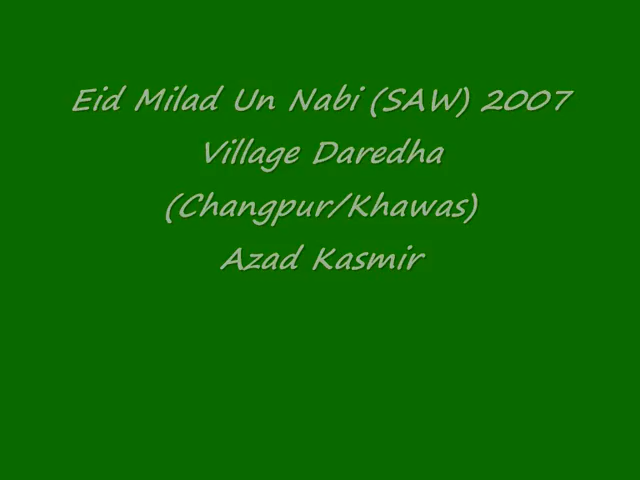 Eid Milad Un Nabi (SAW) 2007
Village Daredha
(Changpur/Khawas)
Azad Kasmir